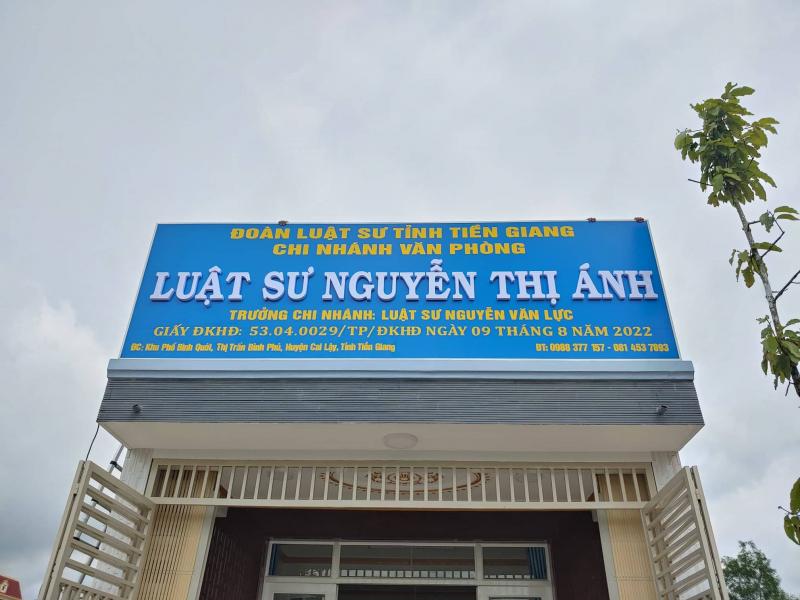 ĐOÀN LUẬT SƯ TỈNH TIỀN GIANG
CHI NHÁNH VĂN PHÒNG
LUẬT SƯ NGUYỄN THỊ ÁNH
TRƯỞNG CHI NHÁNH: LUẬT SƯ NGUYỄN VĂN LỰC
GIẤY ĐKHĐ: 53.04.0029/TP/ĐKHĐ NGÀY 09 THÁNG 8 NĂM 2022
ĐC: Khu Phố Bình Quới, Thị Trấn Bình Phú, Huyện Cai Lậy, Tỉnh Tiền Giang ĐT: 0988 377 157 - 081 453 7893